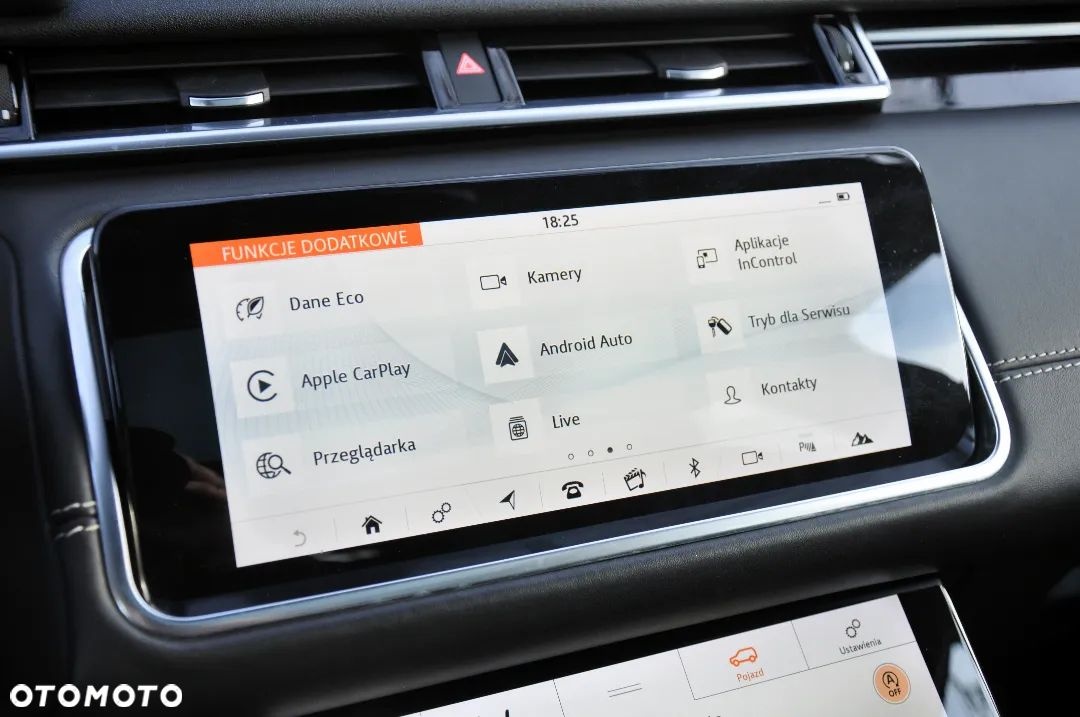 18:25
FUNKCJE DODATKOWE
Dane Eco
Kamery
Aplikacje
InControl
Apple CarPlay
Android Auto
Tryb dla Serwisu
Przeglądarka
Live
Kontakty
Pojazd
Ustawienia
A
OFF
OTOMOTO